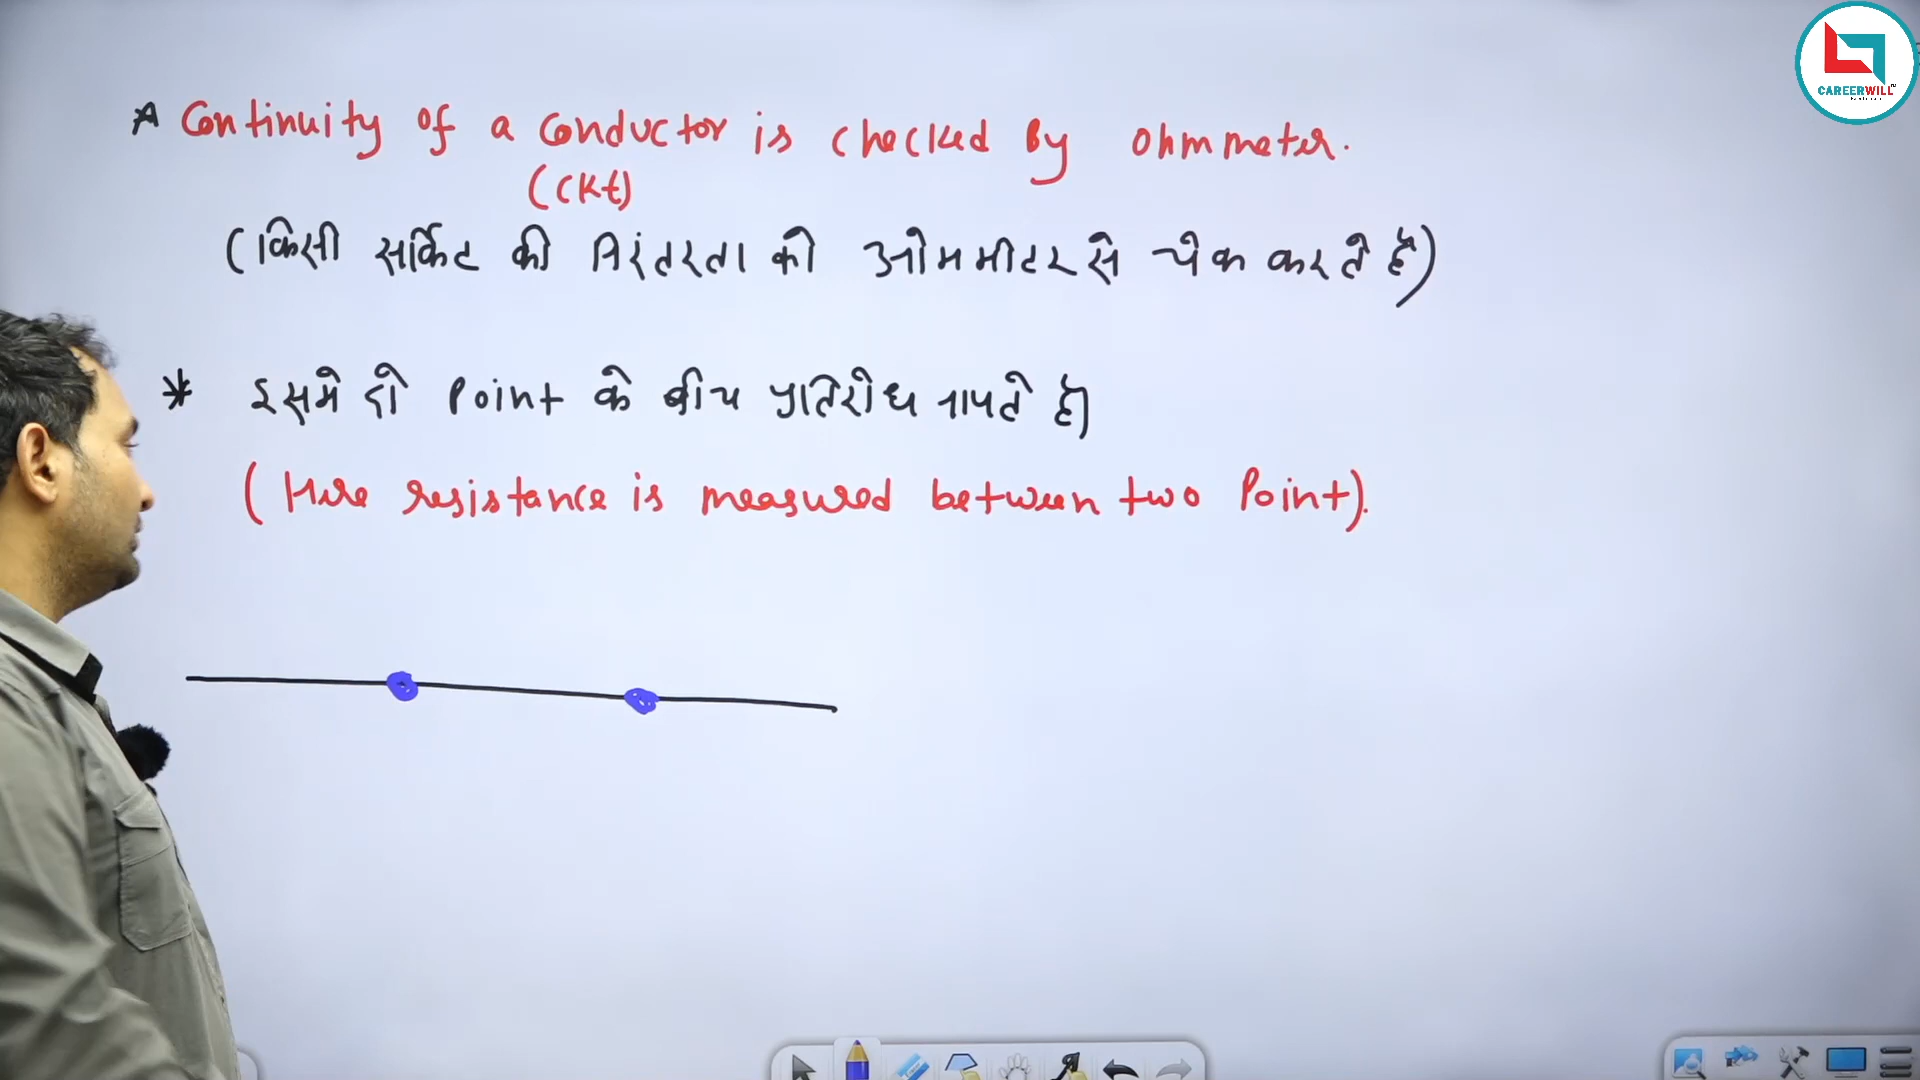 * Continuity of a conductor is checked By ohmmeter.
(ckt)
(किसी सर्किट की निरंतरता को ओममीटर से चेक करते है)
* इसमे दो Point के बीच प्रतिरोध नापते है।
(Here resistance is measured between two Point).
CAREERWILL